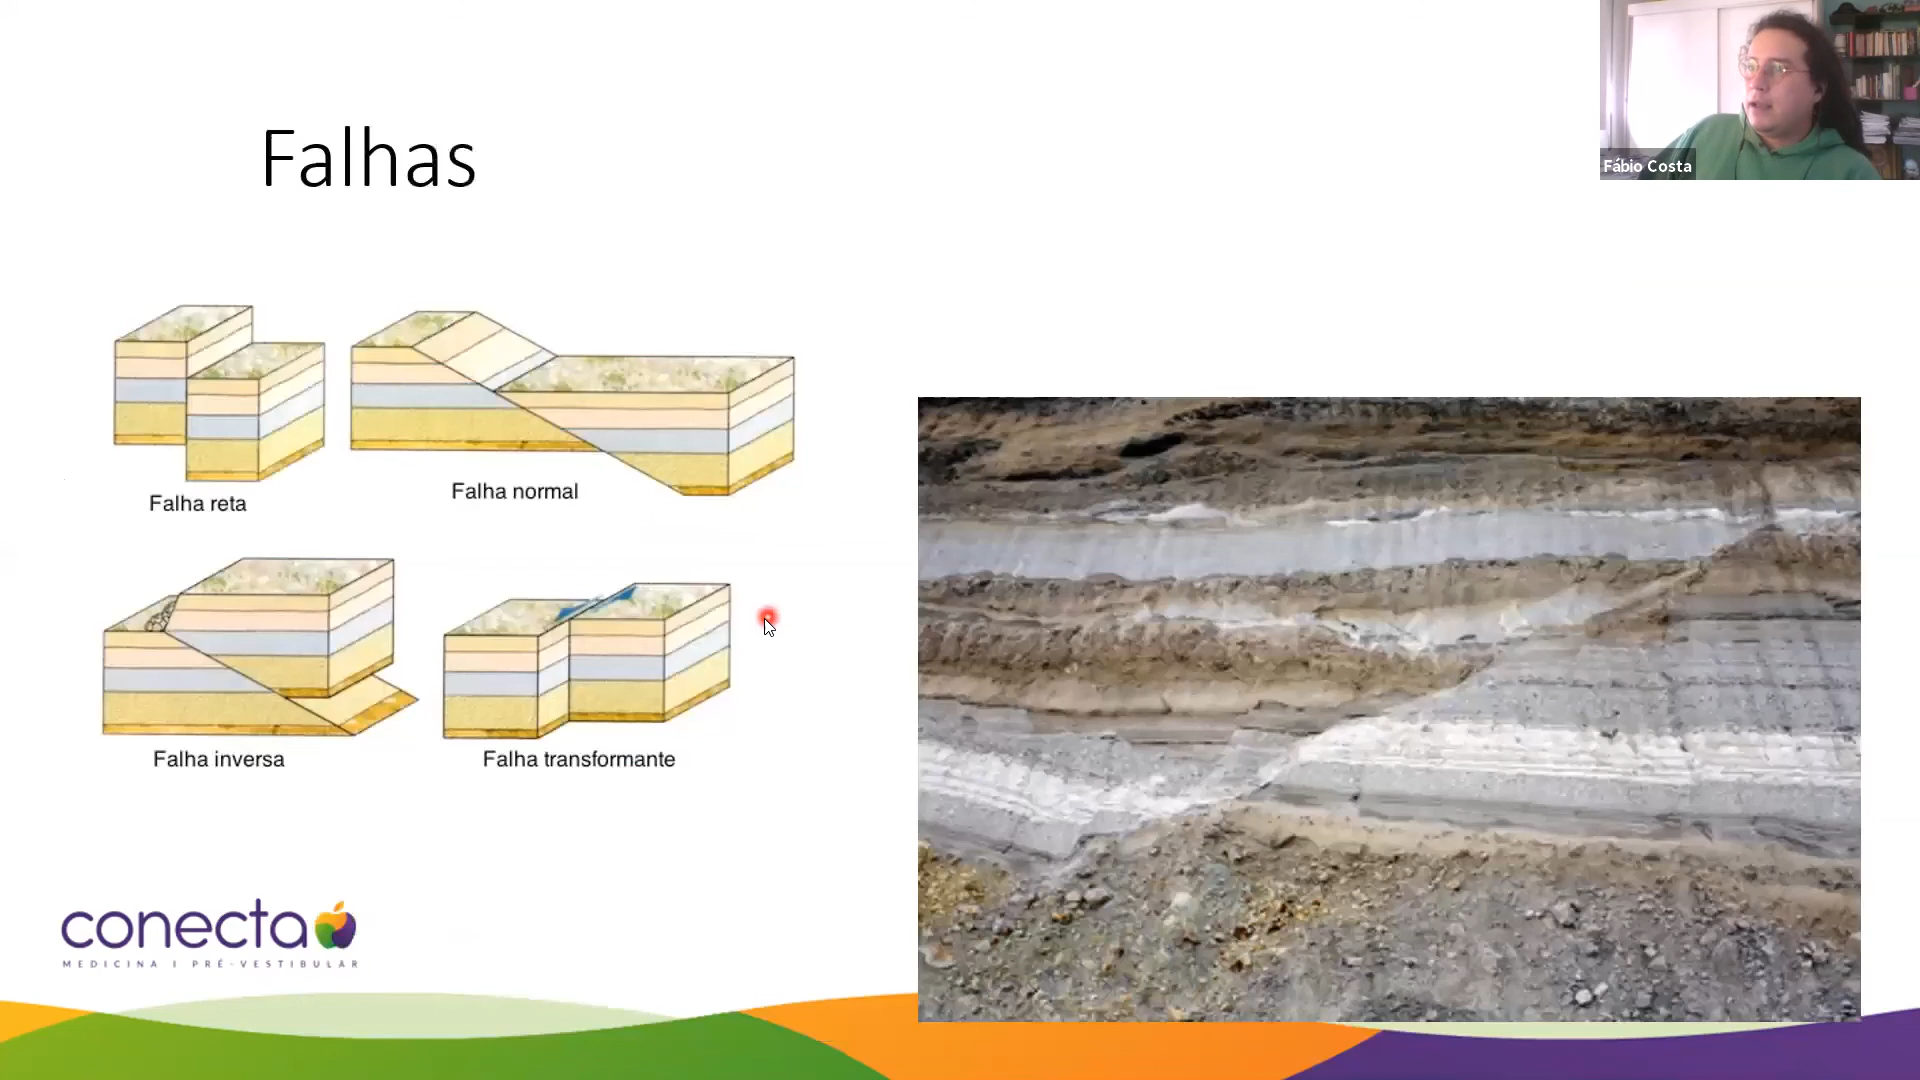 Fábio Costa
Falhas
Falha reta
Falha normal
Falha inversa
Falha transformante
conecta
MEDICINA I PRÉ-VESTIBULAR